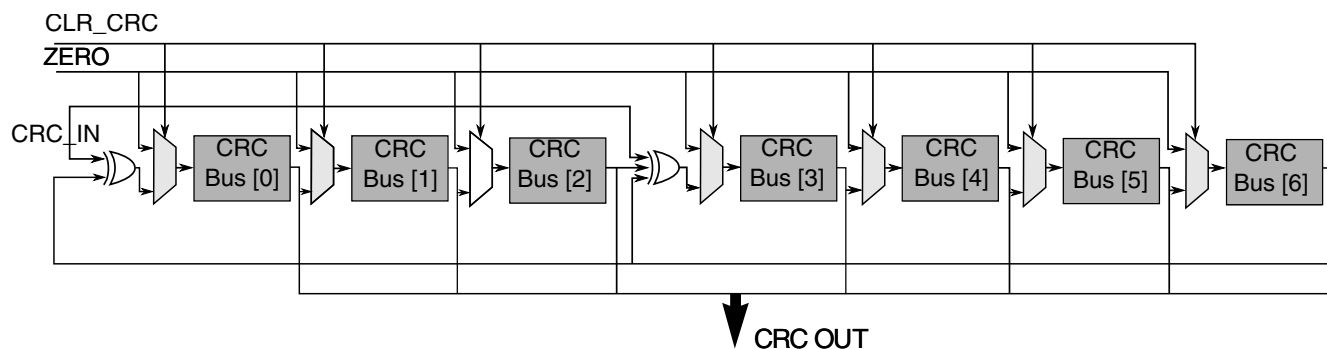 CLR_CRC
ZERO
CRC_IN
CRC
Bus [0]
CRC
Bus [1]
CRC
Bus [2]
CRC
Bus [3]
CRC
Bus [4]
CRC
Bus [5]
CRC
Bus [6]
CRC OUT